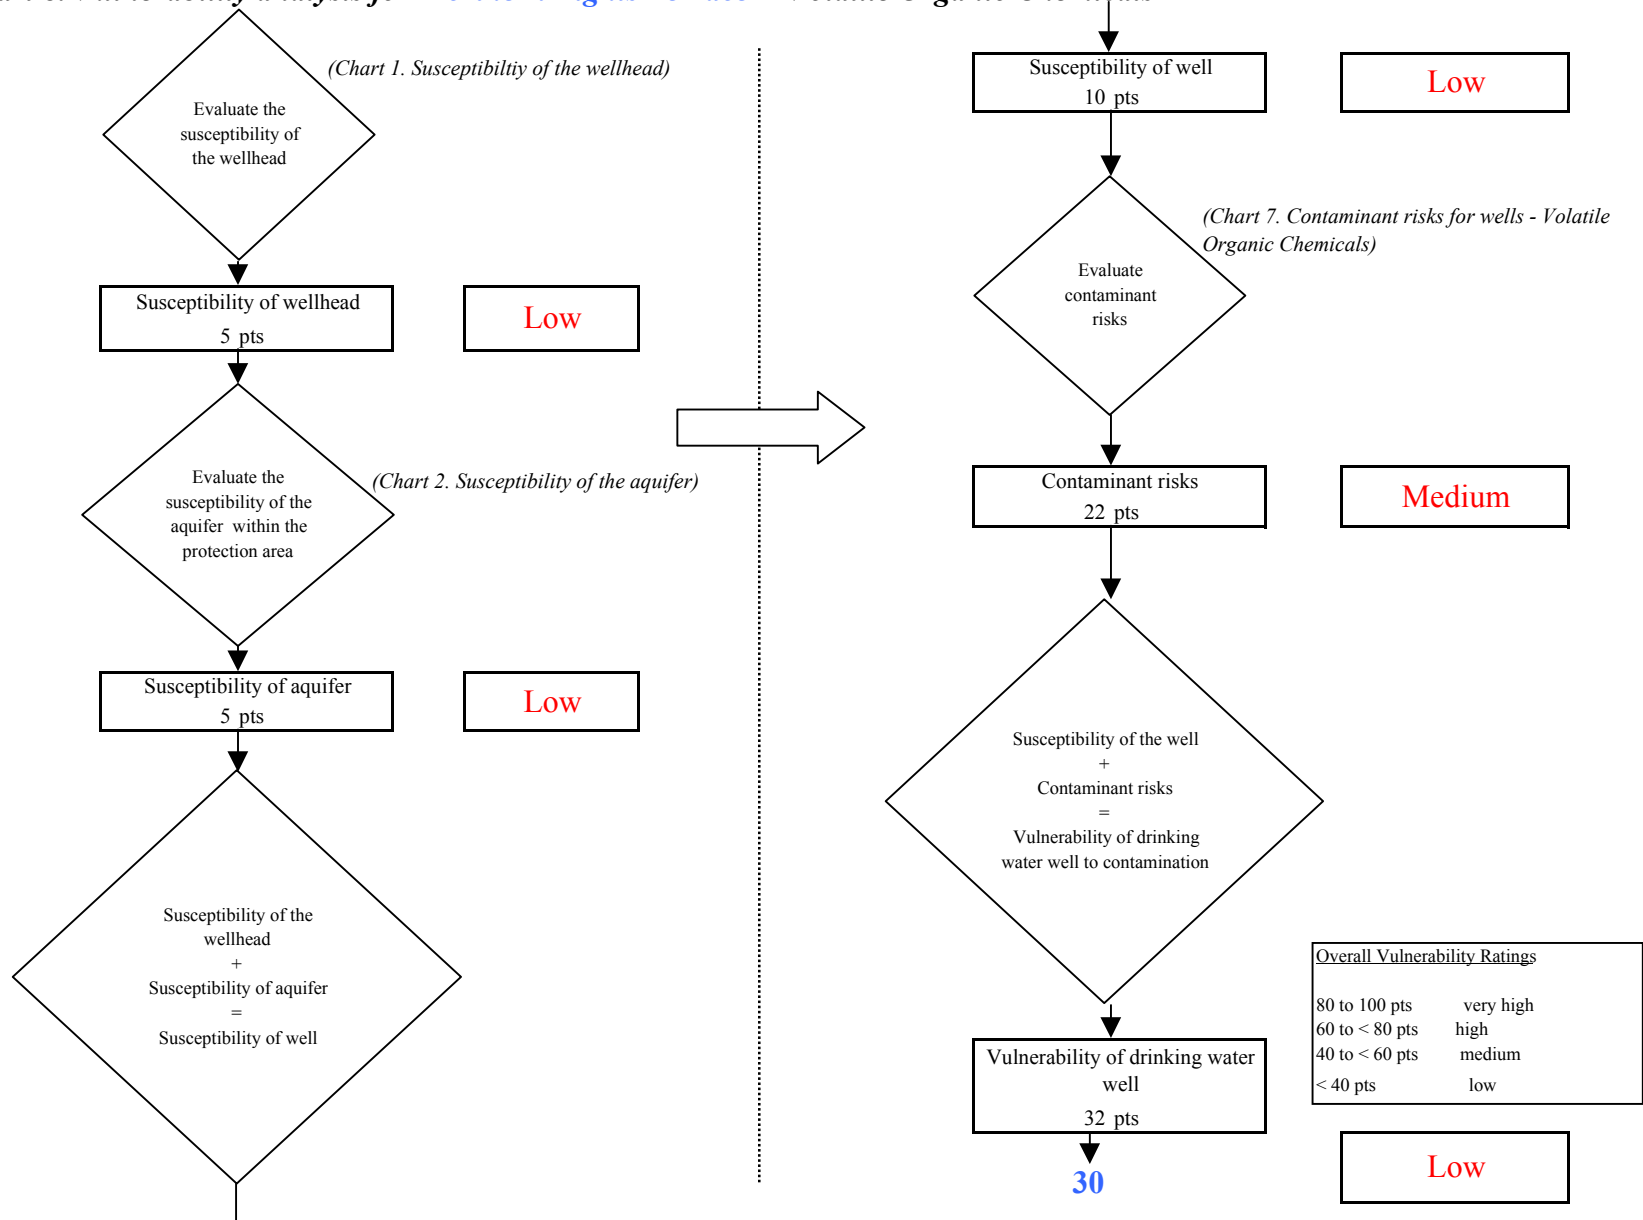 (Chart 1. Susceptibiltiy of the wellhead)
Evaluate the
susceptibility of
the wellhead
Susceptibility of wellhead
5 pts
Low
Evaluate the
susceptibility of the
aquifer within the
protection area
(Chart 2. Susceptibility of the aquifer)
Susceptibility of aquifer
5 pts
Low
Susceptibility of the
wellhead
+
Susceptibility of aquifer
=
Susceptibility of well
Susceptibility of well
10 pts
Low
(Chart 7. Contaminant risks for wells - Volatile
Organic Chemicals)
Evaluate
contaminant
risks
Contaminant risks
22 pts
Medium
Susceptibility of the well
+
Contaminant risks
=
Vulnerability of drinking
water well to contamination
Overall Vulnerability Ratings
80 to 100 pts very high
60 to < 80 pts high
40 to < 60 pts medium
< 40 pts low
Vulnerability of drinking water
well
32 pts
30
Low